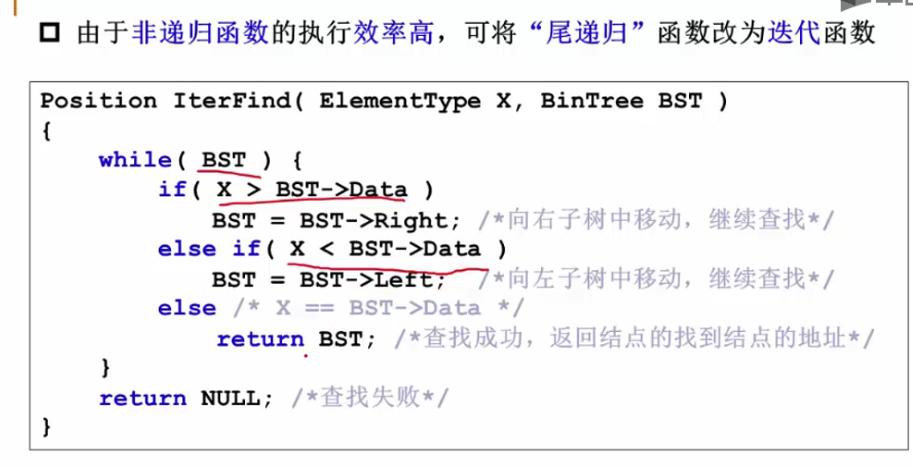 由于非递归函数的执行效率高，可将“尾递归”函数改为迭代函数
Position IterFind( ElementType X, BinTree BST )
{
while( BST ) {
if( X > BST->Data )
BST = BST->Right; /*向右子树中移动，继续查找*/
else if( X < BST->Data )
BST = BST->Left; /*向左子树中移动，继续查找*/
else /* X == BST->Data */
return BST; /*查找成功，返回结点的找到结点的地址*/
}
return NULL; /*查找失败*/
}